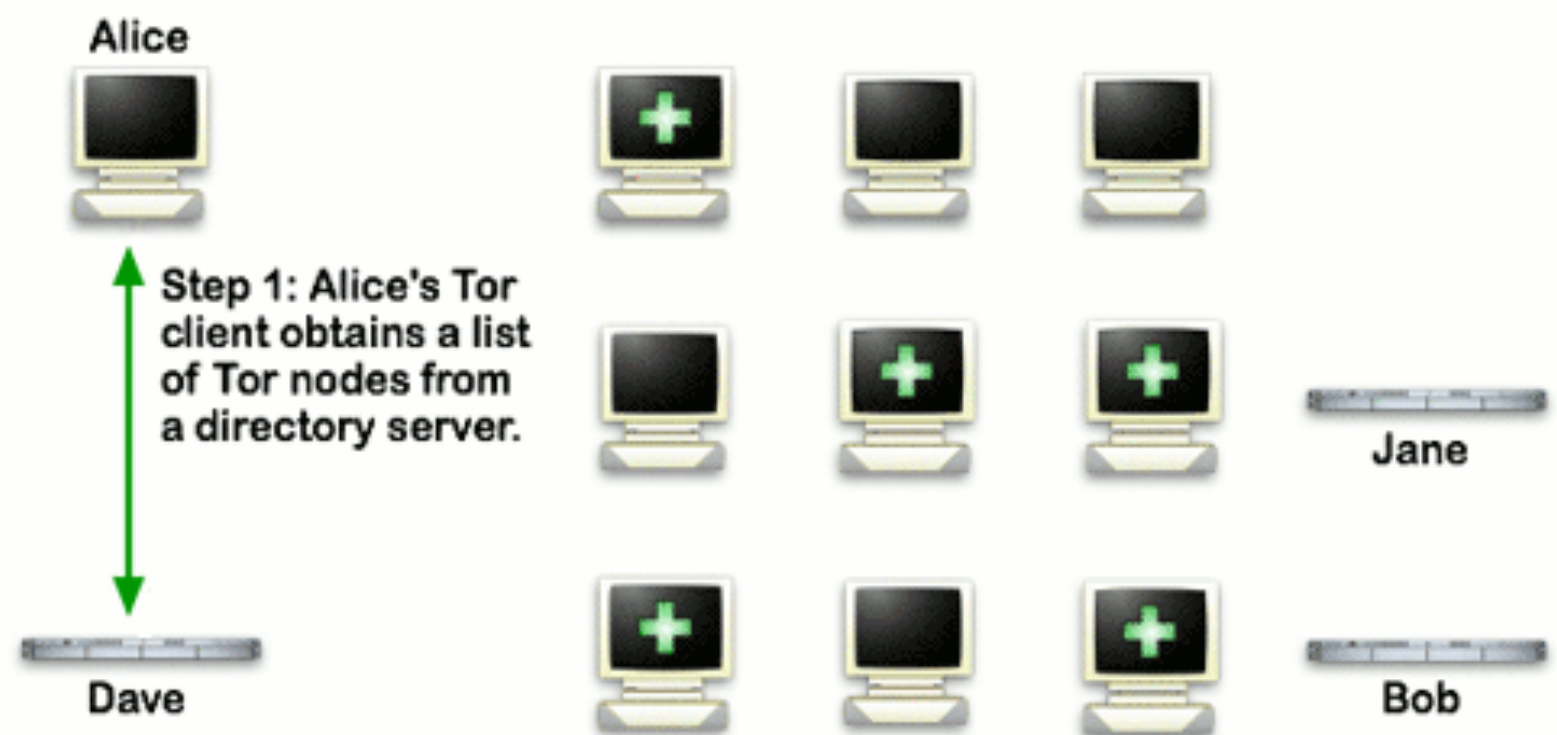 Alice
Step 1: Alice's Tor
client obtains a list
of Tor nodes from
a directory server.
Jane
Dave
Bob